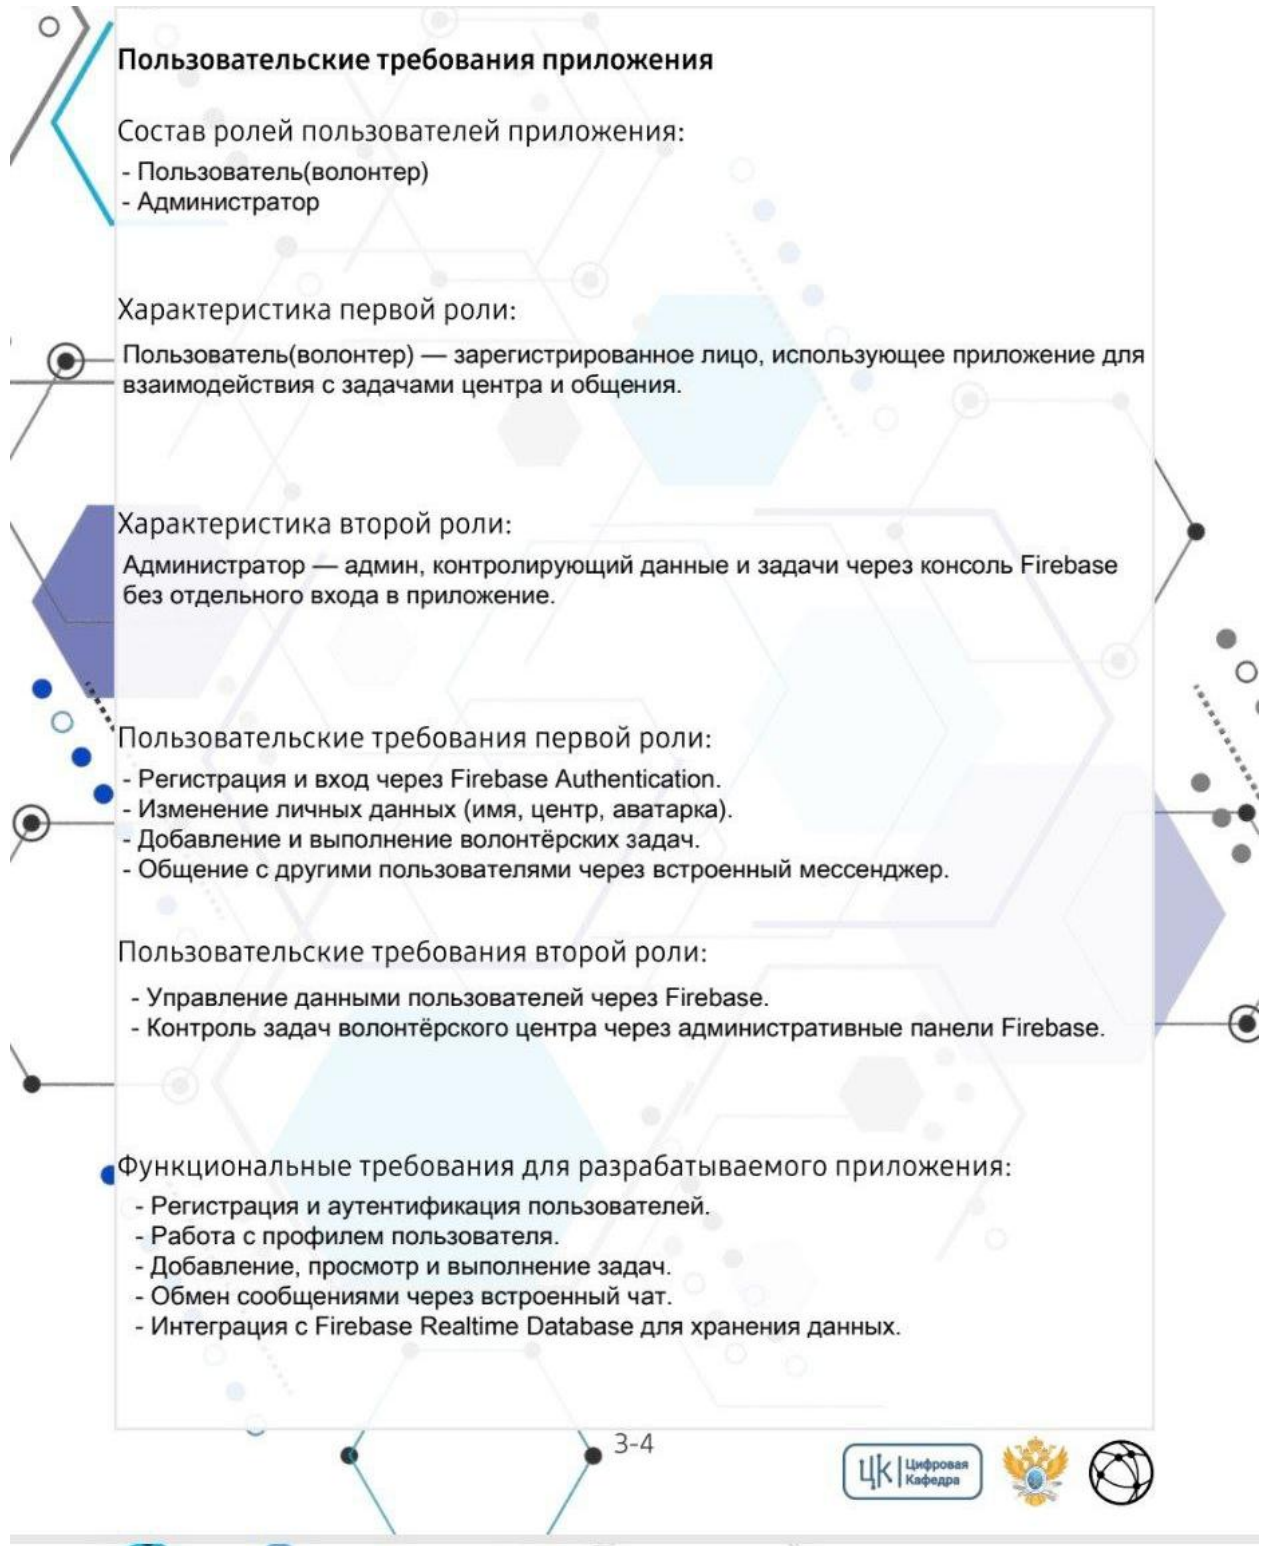 Пользовательские требования приложения
Состав ролей пользователей приложения:
- Пользователь(волонтер)
- Администратор
Характеристика первой роли:
Пользователь(волонтер) — зарегистрированное лицо, использующее приложение для
взаимодействия с задачами центра и общения.
Характеристика второй роли:
Администратор — админ, контролирующий данные и задачи через консоль Firebase
без отдельного входа в приложение.
Пользовательские требования первой роли:
- Регистрация и вход через Firebase Authentication.
- Изменение личных данных (имя, центр, аватарка).
- Добавление и выполнение волонтёрских задач.
- Общение с другими пользователями через встроенный мессенджер.
Пользовательские требования второй роли:
- Управление данными пользователей через Firebase.
- Контроль задач волонтёрского центра через административные панели Firebase.
Функциональные требования для разрабатываемого приложения:
- Регистрация и аутентификация пользователей.
- Работа с профилем пользователя.
- Добавление, просмотр и выполнение задач.
- Обмен сообщениями через встроенный чат.
- Интеграция с Firebase Realtime Database для хранения данных.
3-4
ЦК Цифровая
Кафедра